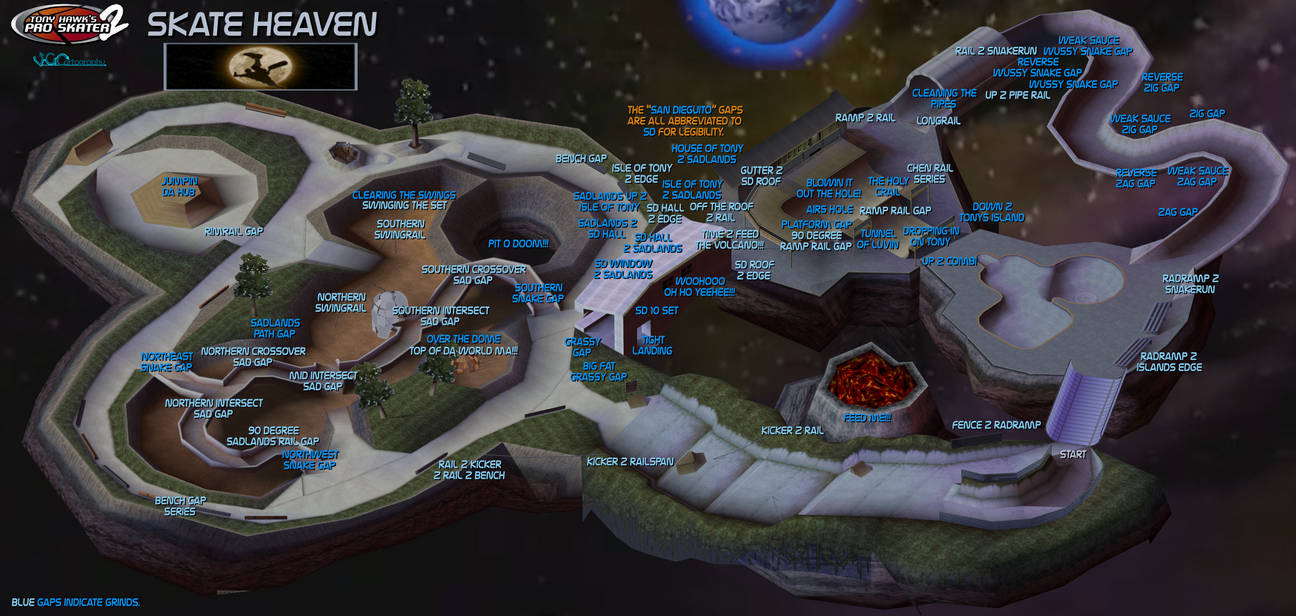 TONY HAWK'S
PRO SKATER 2
SKATE HEAVEN
VGCartography
THE "SAN DIEGUITO" GAPS
ARE ALL ABBREVIATED TO
SD FOR LEGIBILITY.
RAIL 2 SNAKERUN
WEAK SAUCE
WUSSY SNAKE GAP
REVERSE
WUSSY SNAKE GAP
WUSSY SNAKE GAP
UP 2 PIPE RAIL
CLEANING THE
PIPES
LONGRAIL
RAMP 2 RAIL
REVERSE
ZIG GAP
WEAK SAUCE
ZIG GAP
ZIG GAP
REVERSE
ZAG GAP
WEAK SAUCE
ZAG GAP
ZAG GAP
HOUSE OF TONY
2 SADLANDS
BENCH GAP
ISLE OF TONY
2 EDGE
ISLE OF TONY
2 SADLANDS
GUTTER 2
SD ROOF
CHEN RAIL
SERIES
BLOWN IT
OUT THE HOLE!
THE HOLY
GRAIL
SADLANDS UP 2
ISLE OF TONY
SD HALL
2 EDGE
OFF THE ROOF
2 RAIL
AIRS HOLE
RAMP RAIL GAP
DOWN 2
TONYS ISLAND
SADLANDS 2
SD HALL
SD HALL
2 SADLANDS
TIME 2 FEED
THE VOLCANO!!!
PLATFORM GAP
90 DEGREE
RAMP RAIL GAP
TUNNEL
OF LUVIN
DROPPING IN
ON TONY
UP 2 COMBI
SD WINDOW
2 SADLANDS
SD ROOF
2 EDGE
WOOHOOO
OH HO YEEHEE!!!
RADRAMP 2
SNAKERUN
JUMPIN
DA HUB
RIMRAIL GAP
CLEARING THE SWINGS
SWINGING THE SET
SOUTHERN
SWINGRAIL
PIT O DOOM!!!
SOUTHERN CROSSOVER
SAD GAP
SOUTHERN
SNAKE GAP
NORTHERN
SWINGRAIL
SOUTHERN INTERSECT
SAD GAP
SD 10 SET
SADLANDS
PATH GAP
OVER THE DOME
TOP OF DA WORLD MA!!!
GRASSY
GAP
TIGHT
LANDING
NORTHEAST
SNAKE GAP
NORTHERN CROSSOVER
SAD GAP
BIG FAT
GRASSY GAP
RADRAMP 2
ISLANDS EDGE
MID INTERSECT
SAD GAP
NORTHERN INTERSECT
SAD GAP
FEED ME!!!
90 DEGREE
SADLANDS RAIL GAP
KICKER 2 RAIL
FENCE 2 RADRAMP
NORTHWEST
SNAKE GAP
RAIL 2 KICKER
2 RAIL 2 BENCH
KICKER 2 RAILSPAN
START
BENCH GAP
SERIES
BLUE GAPS INDICATE GRINDS.